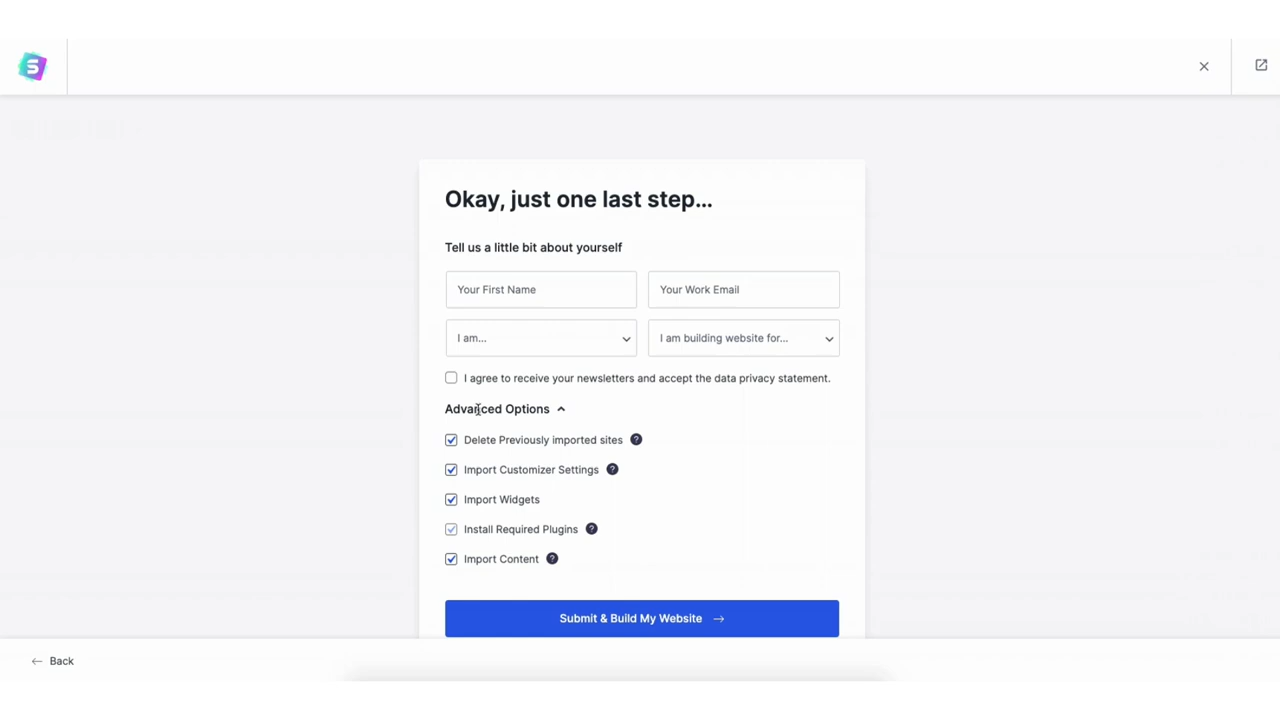 S
Okay, just one last step...
Tell us a little bit about yourself
Your First Name
Your Work Email
I am...
I am building website for...
I agree to receive your newsletters and accept the data privacy statement.
Advanced Options
Delete Previously imported sites ?
Import Customizer Settings ?
Import Widgets
Install Required Plugins ?
Import Content ?
Submit & Build My Website →
← Back